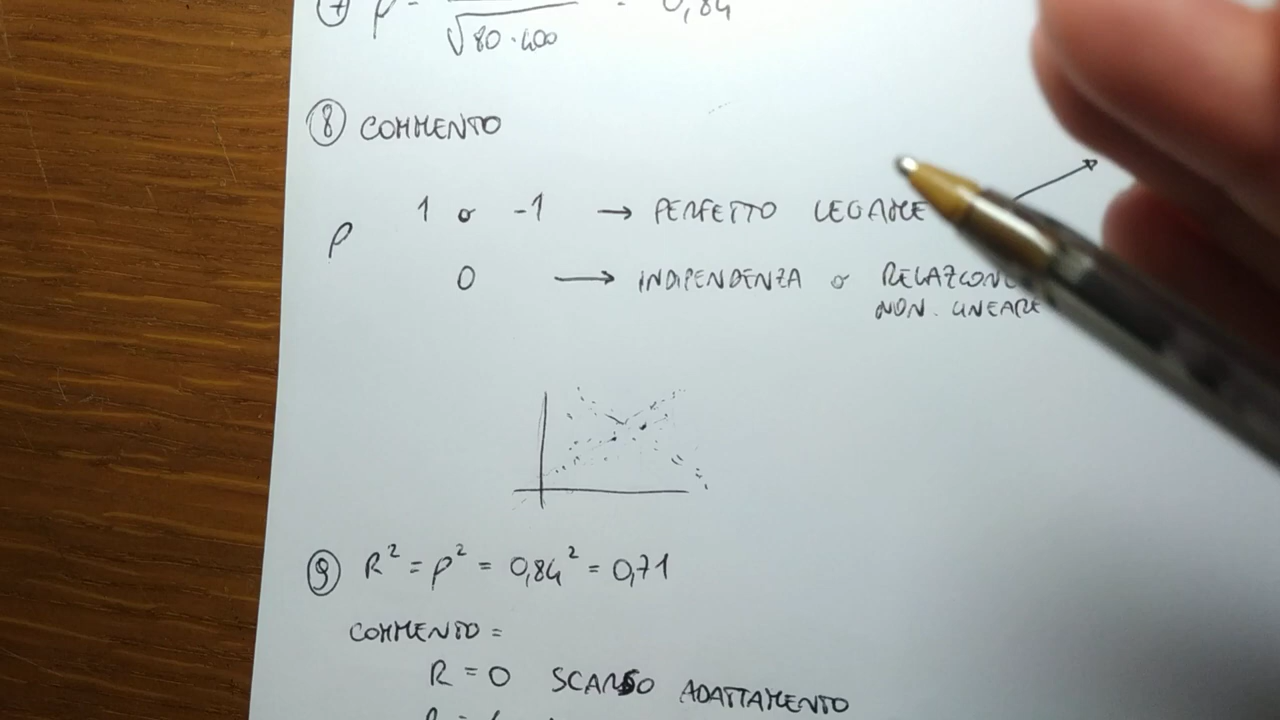 ⑦ ρ = = 0,84
√80·400
⑧ COMMENTO
1 o -1 → PERFETTO LEGAME
ρ
0 → INDIPENDENZA o RELAZIONE
NON. LINEARE
⑨ R² = ρ² = 0,84² = 0,71
COMMENTO =
R = 0 SCARSO ADATTAMENTO